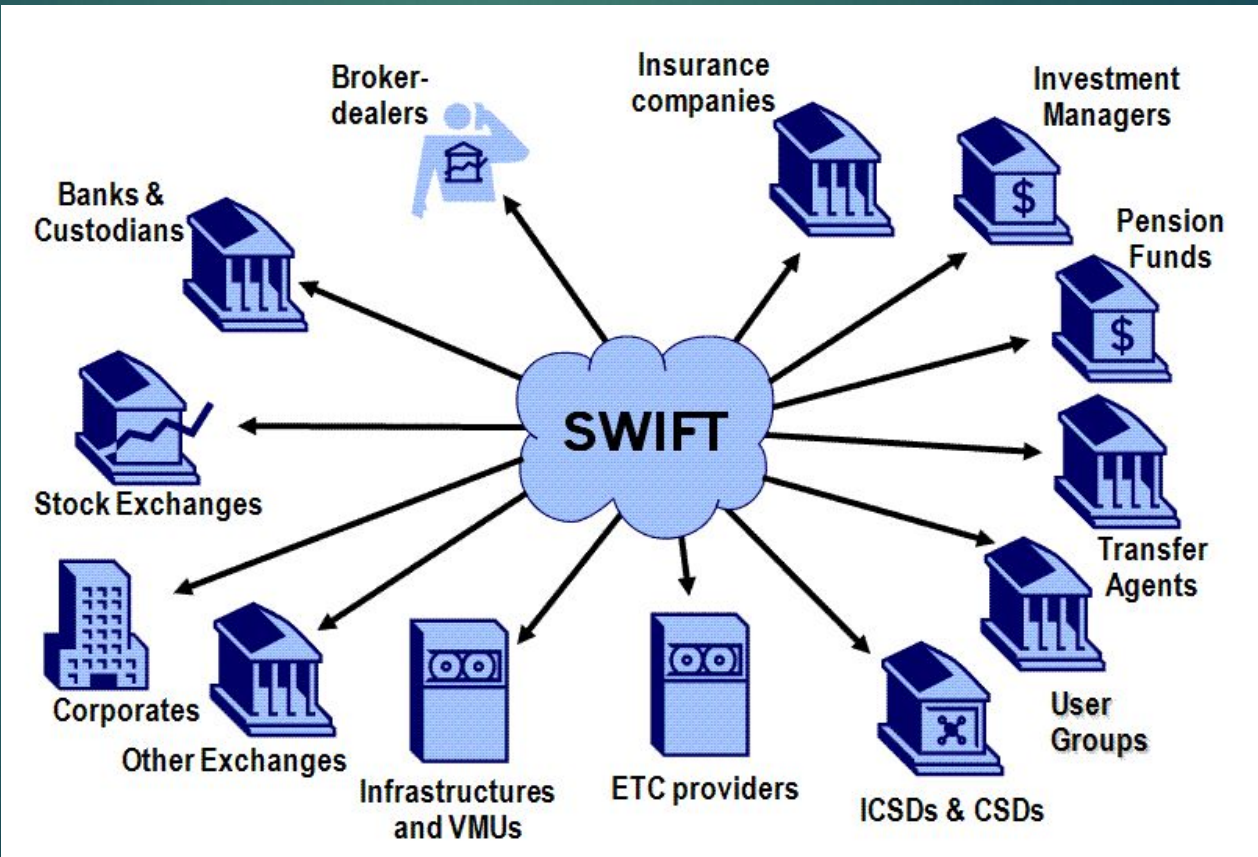 Broker-
dealers
Insurance
companies
Investment
Managers
Banks &
Custodians
$
Pension
Funds
$
SWIFT
Stock Exchanges
Transfer
Agents
Corporates
Other Exchanges
User
Groups
Infrastructures
and VMUs
ETC providers
ICSDs & CSDs